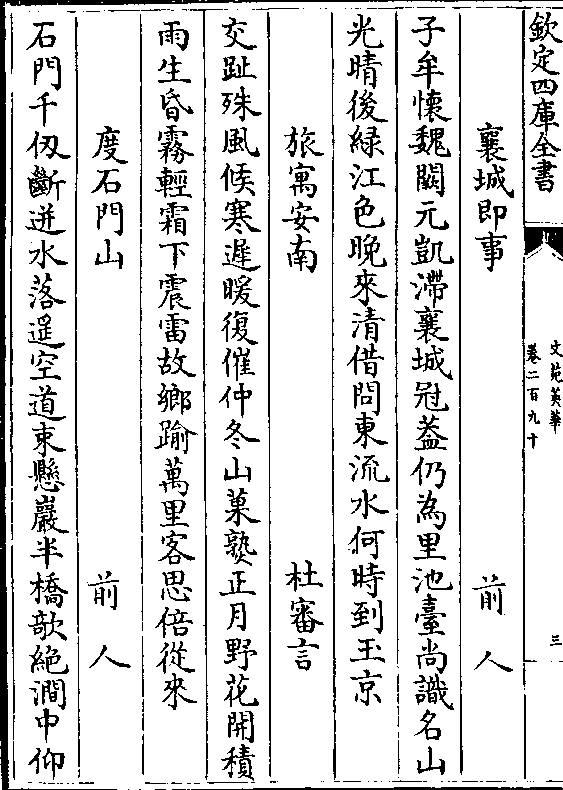 欽定四庫全書
文苑英華
卷二百九十
三
襄城即事 前人
子牟懷魏闕元凱滯襄城冠葢仍為里池臺尚識名山
光晴後緑江色晚來清借問東流水何時到玉京
旅寓安南 杜審言
交趾殊風候寒遲暖復催仲冬山菓熟正月野花開積
雨生昏霧輕霜下震雷故鄉踰萬里客思倍從來
度石門山 前人
石門千仭斷迸水落遥空道束懸巖半橋欹絶澗中仰